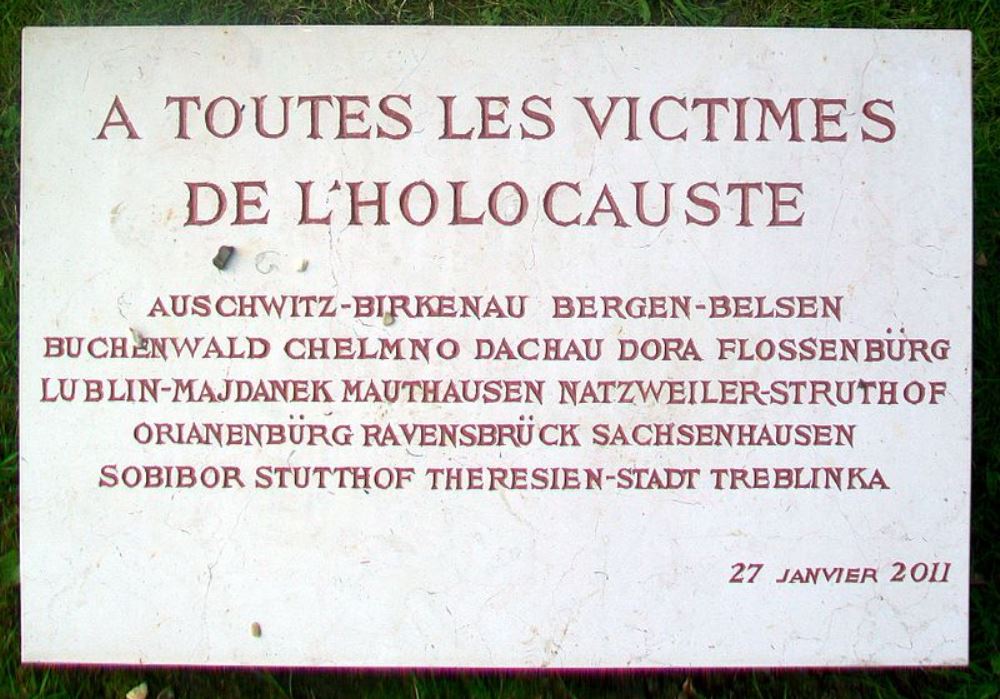 A TOUTES LES VICTIMES
DE L'HOLOCAUSTE
AUSCHWITZ-BIRKENAU BERGEN-BELSEN
BUCHENWALD CHELMNO DACHAU DORA FLOSSENBÜRG
LUBLIN-MAJDANEK MAUTHAUSEN NATZWEILER-STRUTHOF
ORIANENBÜRG RAVENSBRÜCK SACHSENHAUSEN
SOBIBOR STUTTHOF THERESIEN-STADT TREBLINKA
27 JANVIER 2011